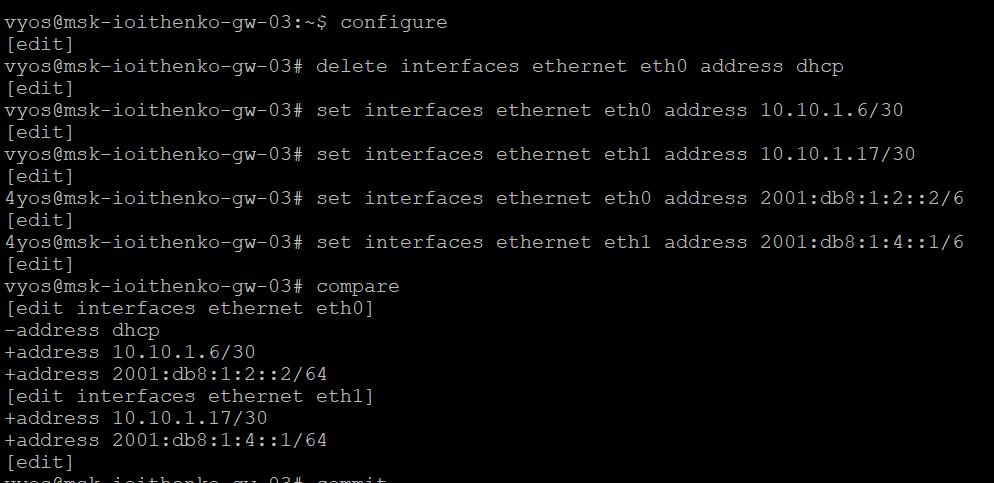 vyos@msk-ioithenko-gw-03:~$ configure
[edit]
vyos@msk-ioithenko-gw-03# delete interfaces ethernet eth0 address dhcp
[edit]
vyos@msk-ioithenko-gw-03# set interfaces ethernet eth0 address 10.10.1.6/30
[edit]
vyos@msk-ioithenko-gw-03# set interfaces ethernet eth1 address 10.10.1.17/30
[edit]
4yos@msk-ioithenko-gw-03# set interfaces ethernet eth0 address 2001:db8:1:2::2/6
[edit]
4yos@msk-ioithenko-gw-03# set interfaces ethernet eth1 address 2001:db8:1:4::1/6
[edit]
vyos@msk-ioithenko-gw-03# compare
[edit interfaces ethernet eth0]
-address dhcp
+address 10.10.1.6/30
+address 2001:db8:1:2::2/64
[edit interfaces ethernet eth1]
+address 10.10.1.17/30
+address 2001:db8:1:4::1/64
[edit]
vyos@msk-ioithenko-gw-03# commit